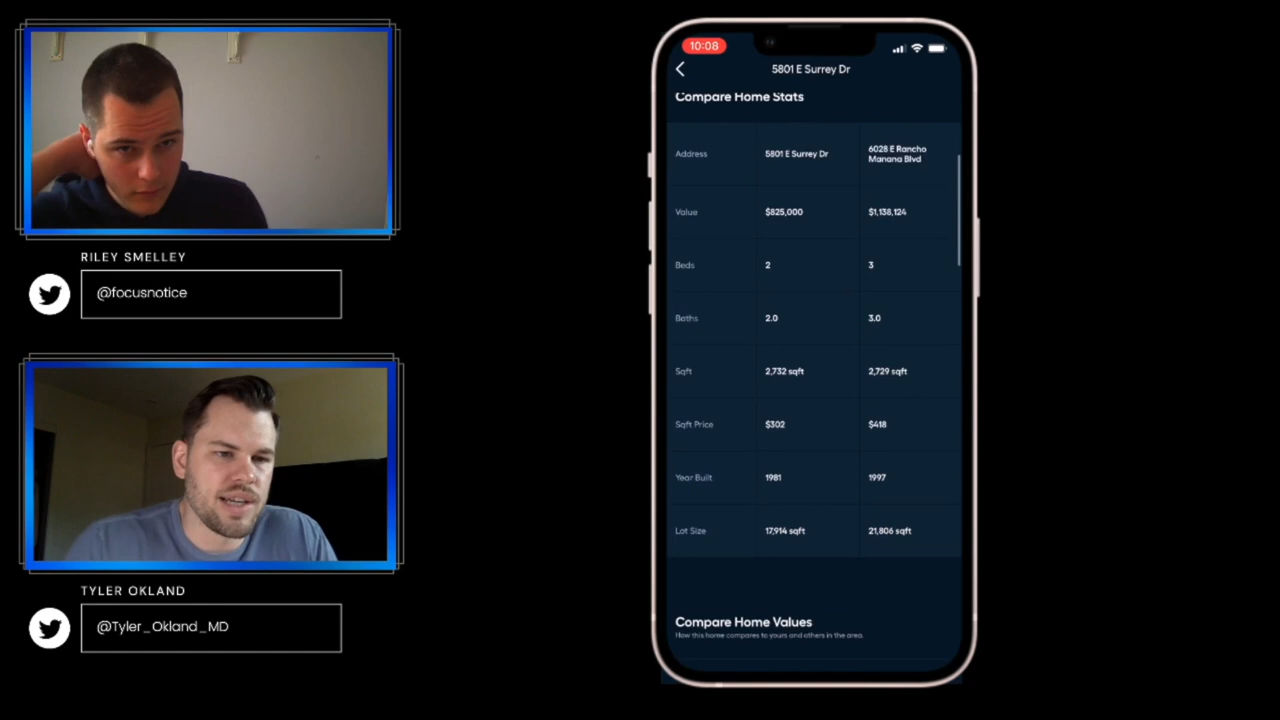 RILEY SMELLEY
@focusnotice
TYLER OKLAND
@Tyler_Okland_MD
10:08
5801 E Surrey Dr
Compare Home Stats
Address 5801 E Surrey Dr 6028 E Rancho Manana Blvd
Value $825,000 $1,138,124
Beds 2 3
Baths 2.0 3.0
Sqft 2,732 sqft 2,729 sqft
Sqft Price $302 $418
Year Built 1981 1997
Lot Size 17,914 sqft 21,806 sqft
Compare Home Values
How this home compares to yours and others in the area.